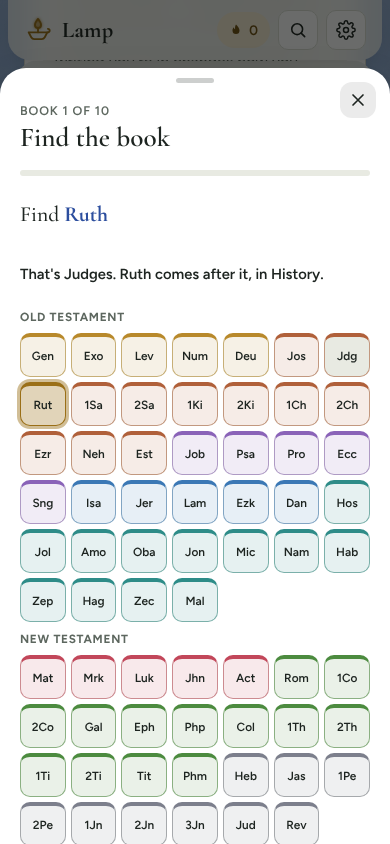 Lamp
0
BOOK 1 OF 10
Find the book
Find Ruth
That's Judges. Ruth comes after it, in History.
OLD TESTAMENT
Gen Exo Lev Num Deu Jos Jdg
Rut 1Sa 2Sa 1Ki 2Ki 1Ch 2Ch
Ezr Neh Est Job Psa Pro Ecc
Sng Isa Jer Lam Ezk Dan Hos
Jol Amo Oba Jon Mic Nam Hab
Zep Hag Zec Mal
NEW TESTAMENT
Mat Mrk Luk Jhn Act Rom 1Co
2Co Gal Eph Php Col 1Th 2Th
1Ti 2Ti Tit Phm Heb Jas 1Pe
2Pe 1Jn 2Jn 3Jn Jud Rev